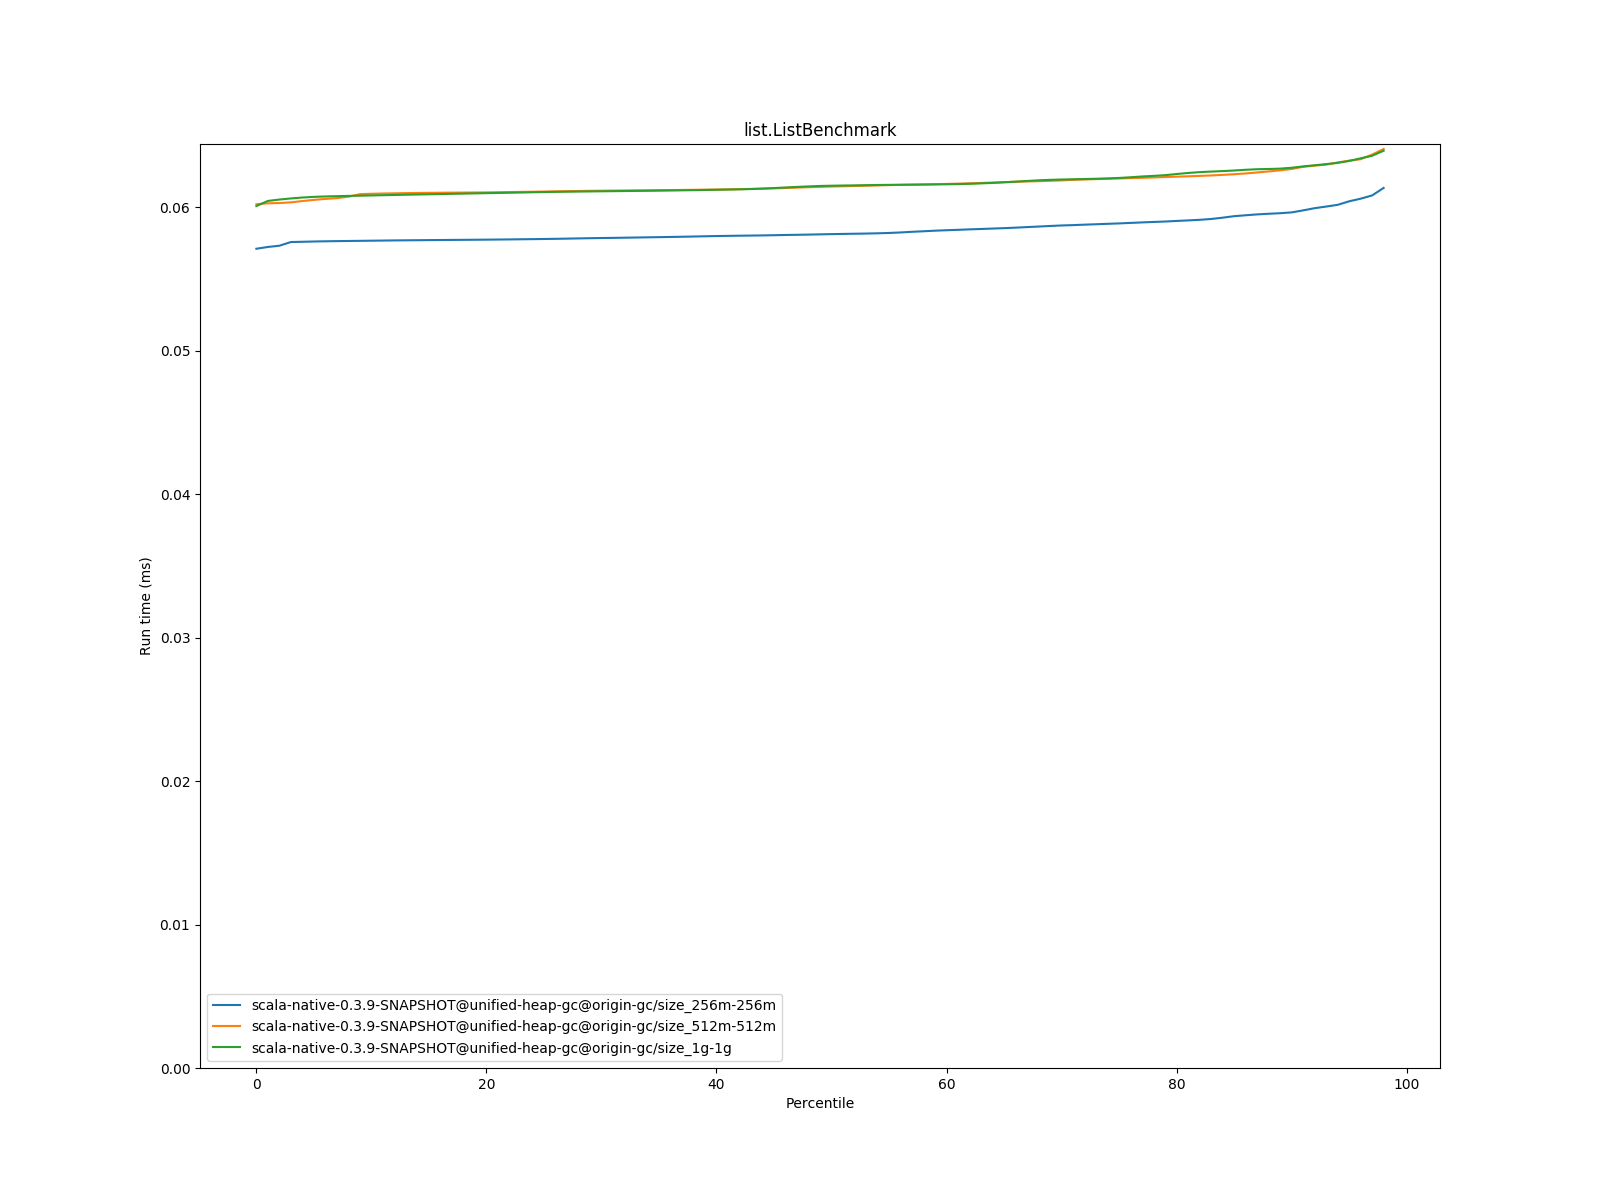 list.ListBenchmark
0.06
0.05
0.04
0.03
0.02
0.01
0.00
Run time (ms)
scala-native-0.3.9-SNAPSHOT@unified-heap-gc@origin-gc/size_256m-256m
scala-native-0.3.9-SNAPSHOT@unified-heap-gc@origin-gc/size_512m-512m
scala-native-0.3.9-SNAPSHOT@unified-heap-gc@origin-gc/size_1g-1g
0 20 40 60 80 100
Percentile